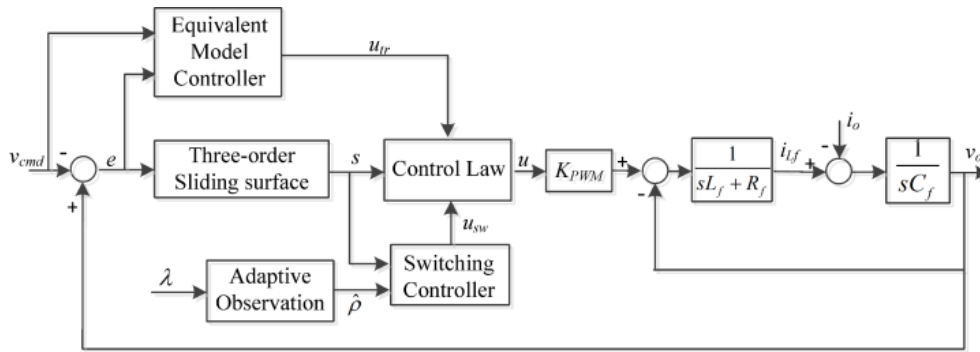 Equivalent
Model
Controller
u_tr
v_cmd
-
e
+
Three-order
Sliding surface
s
Control Law
u
K_PWM
+
-
1
sL_f + R_f
i_Lf
+
-
i_o
1
sC_f
v_o
u_sw
λ
Adaptive
Observation
ρ̂
Switching
Controller